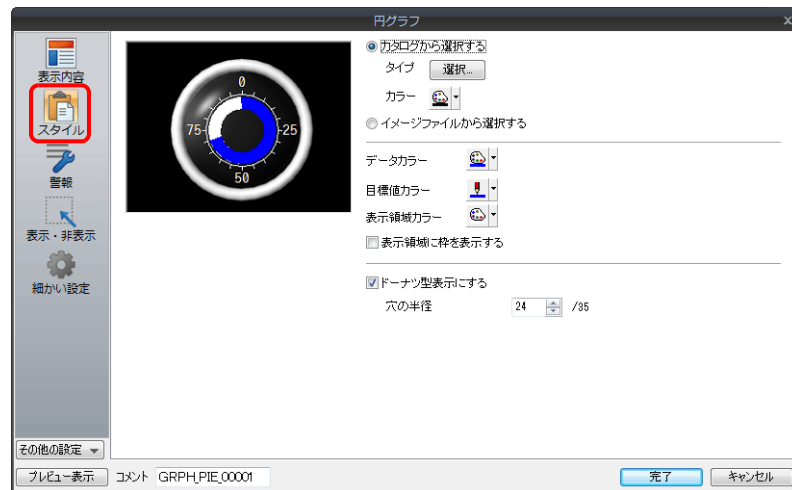 円グラフ
x
表示内容
スタイル
警報
表示・非表示
細かい設定
その他の設定
0
25
50
75
カタログから選択する
タイプ 選択...
カラー
イメージファイルから選択する
データカラー
目標値カラー
表示領域カラー
表示領域に枠を表示する
ドーナツ型表示にする
穴の半径 24 /35
プレビュー表示 コメント GRPH_PIE_00001 完了 キャンセル